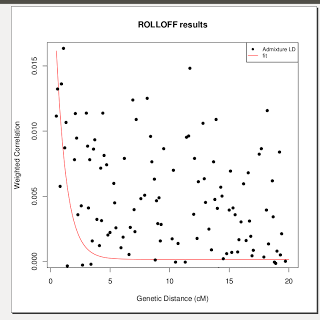 ROLLOFF results
Admixture LD
fit
Weighted Correlation
0.015
0.010
0.005
0.000
0 5 10 15 20
Genetic Distance (cM)